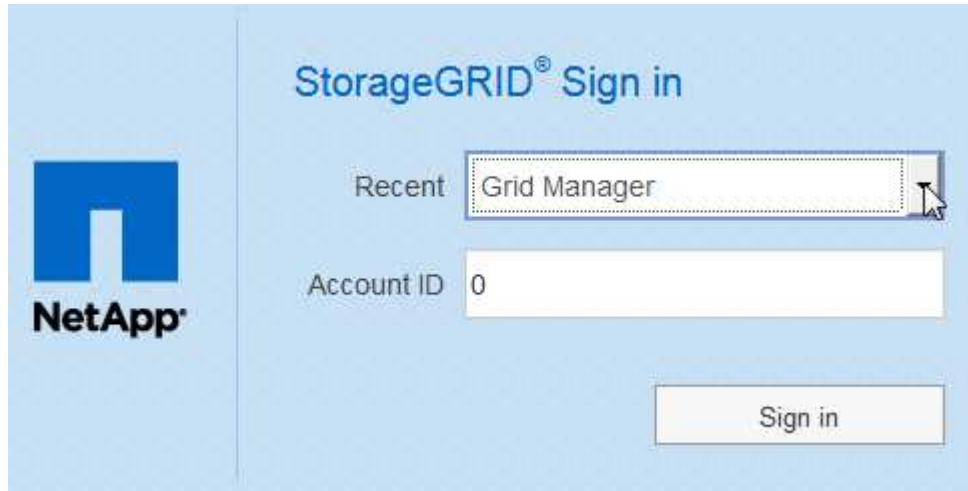 StorageGRID® Sign in
Recent Grid Manager
Account ID 0
NetApp®
Sign in